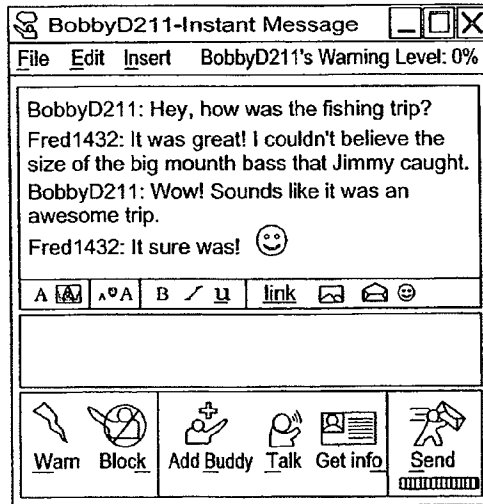 BobbyD211-Instant Message
File Edit Insert BobbyD211's Warning Level: 0%
BobbyD211: Hey, how was the fishing trip?
Fred1432: It was great! I couldn't believe the
size of the big mounth bass that Jimmy caught.
BobbyD211: Wow! Sounds like it was an
awesome trip.
Fred1432: It sure was!
A A A A B I u link
Warn Block Add Buddy Talk Get info Send